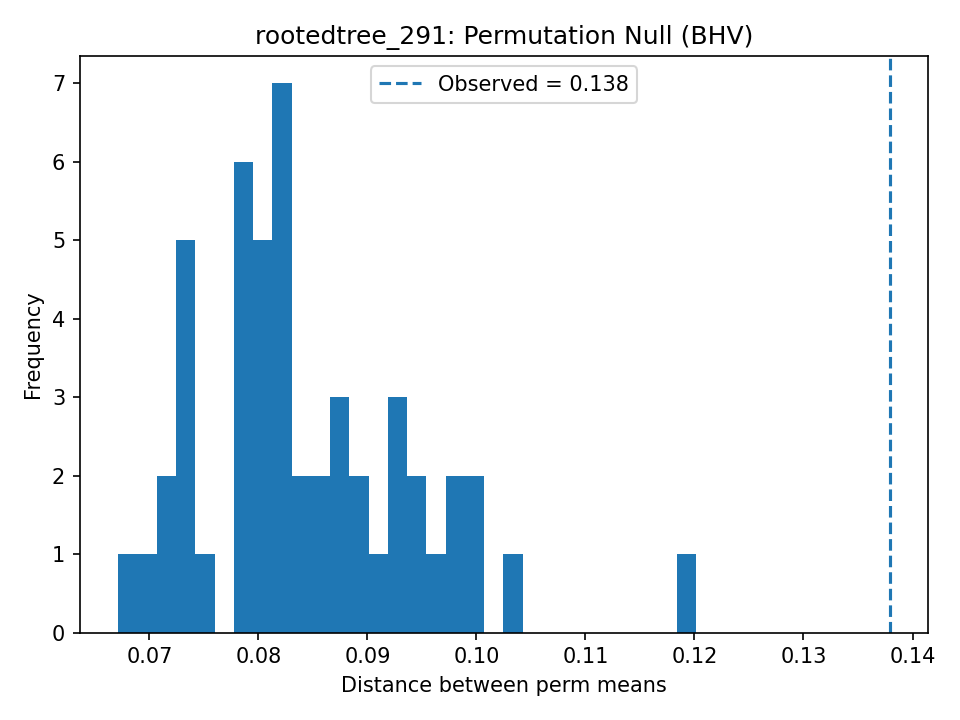 rootedtree_291: Permutation Null (BHV)
Observed = 0.138
7
6
5
4
3
2
1
0
Frequency
0.07 0.08 0.09 0.10 0.11 0.12 0.13 0.14
Distance between perm means